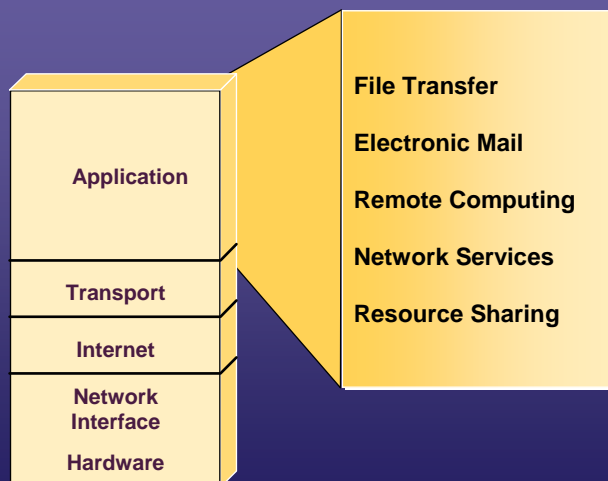 Application
Transport
Internet
Network
Interface
Hardware
File Transfer
Electronic Mail
Remote Computing
Network Services
Resource Sharing